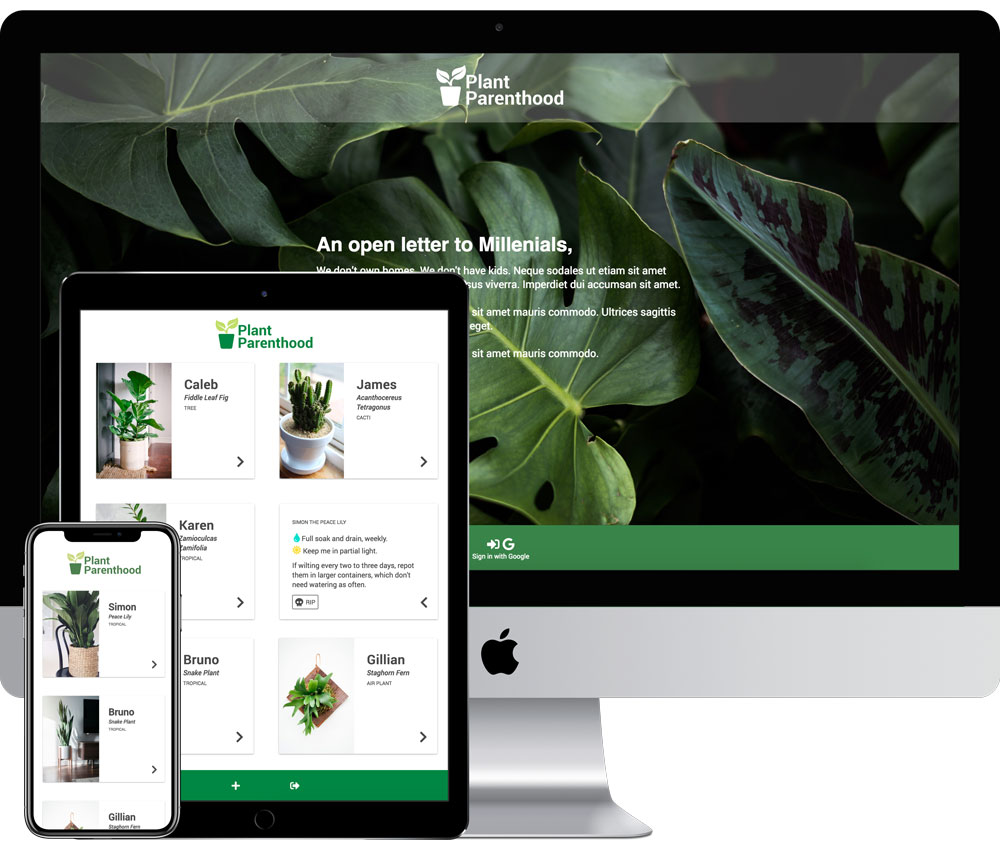 Plant
Parenthood
An open letter to Millenials,
We don't own homes. We don't have kids. Neque sodales ut etiam sit amet
sus viverra. Imperdiet dui accumsan sit amet.
sit amet mauris commodo. Ultrices sagittis
eget.
sit amet mauris commodo.
Sign in with Google
Plant
Parenthood
Caleb
Fiddle Leaf Fig
TREE
James
Acanthocereus
Tetragonus
CACTI
Karen
Zamioculcas
Zamifolia
TROPICAL
SIMON THE PEACE LILY
Full soak and drain, weekly.
Keep me in partial light.
If wilting every two to three days, repot
them in larger containers, which don't
need watering as often.
RIP
Bruno
Snake Plant
TROPICAL
Gillian
Staghorn Fern
AIR PLANT
Plant
Parenthood
Simon
Peace Lily
TROPICAL
Bruno
Snake Plant
TROPICAL
Gillian
Staghorn Fern